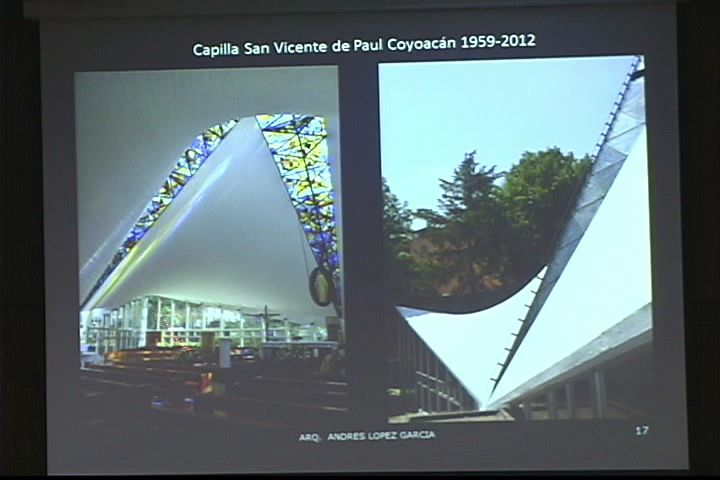 Capilla San Vicente de Paul Coyoacán 1959-2012
ARQ. ANDRES LOPEZ GARCIA
17